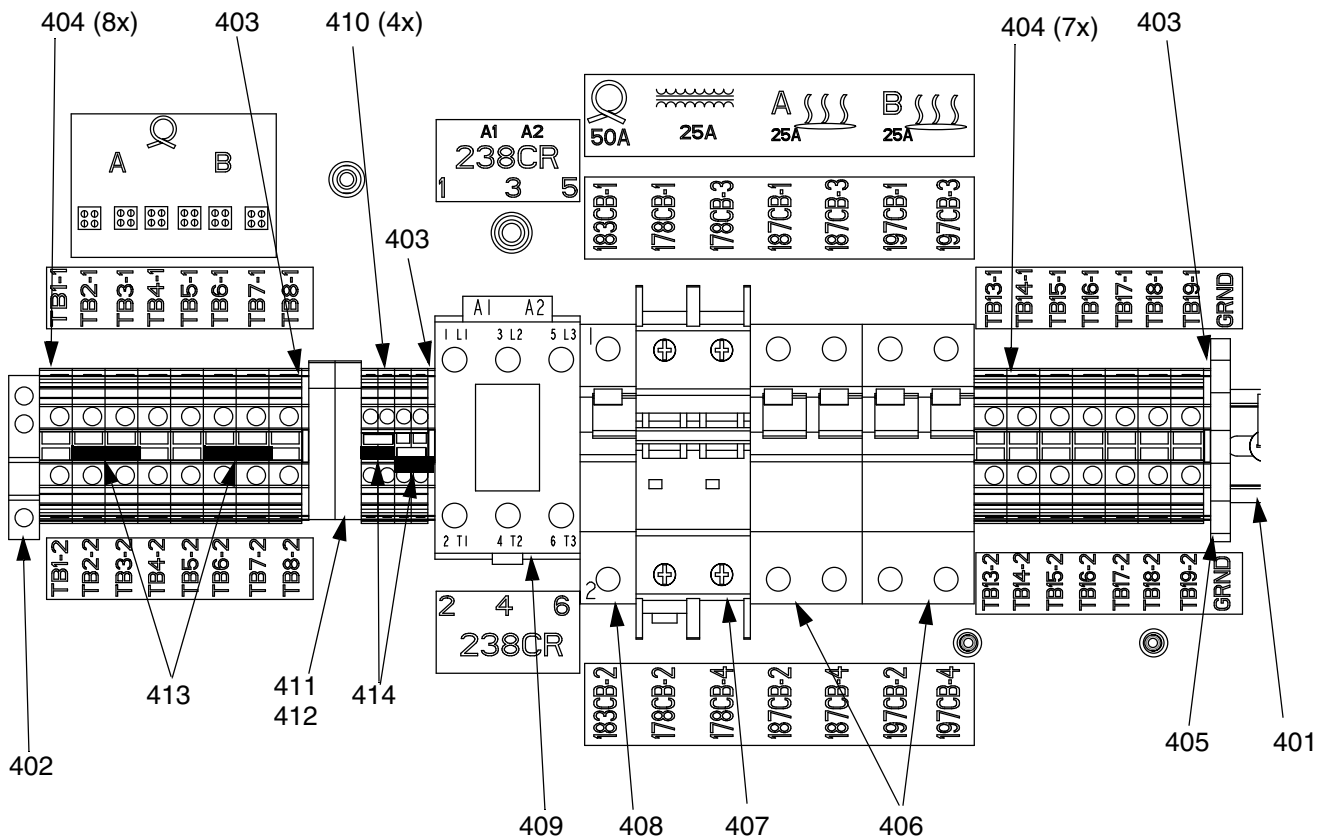 404 (8x)
403
410 (4x)
404 (7x)
403
A B
A1 A2
238CR
1 3 5
50A
25A
A
25A
B
25A
183CB-1
178CB-1
178CB-3
187CB-1
187CB-3
197CB-1
197CB-3
403
TB1-1
TB2-1
TB3-1
TB4-1
TB5-1
TB6-1
TB7-1
TB8-1
TB13-1
TB14-1
TB15-1
TB16-1
TB17-1
TB18-1
TB19-1
GRND
A1 A2
1 L1 3 L2 5 L3
1
2 T1 4 T2 6 T3
2
TB1-2
TB2-2
TB3-2
TB4-2
TB5-2
TB6-2
TB7-2
TB8-2
TB13-2
TB14-2
TB15-2
TB16-2
TB17-2
TB18-2
TB19-2
GRND
2 4 6
238CR
183CB-2
178CB-2
178CB-4
187CB-2
187CB-4
197CB-2
197CB-4
413
411
412
414
402
405
401
409
408
407
406